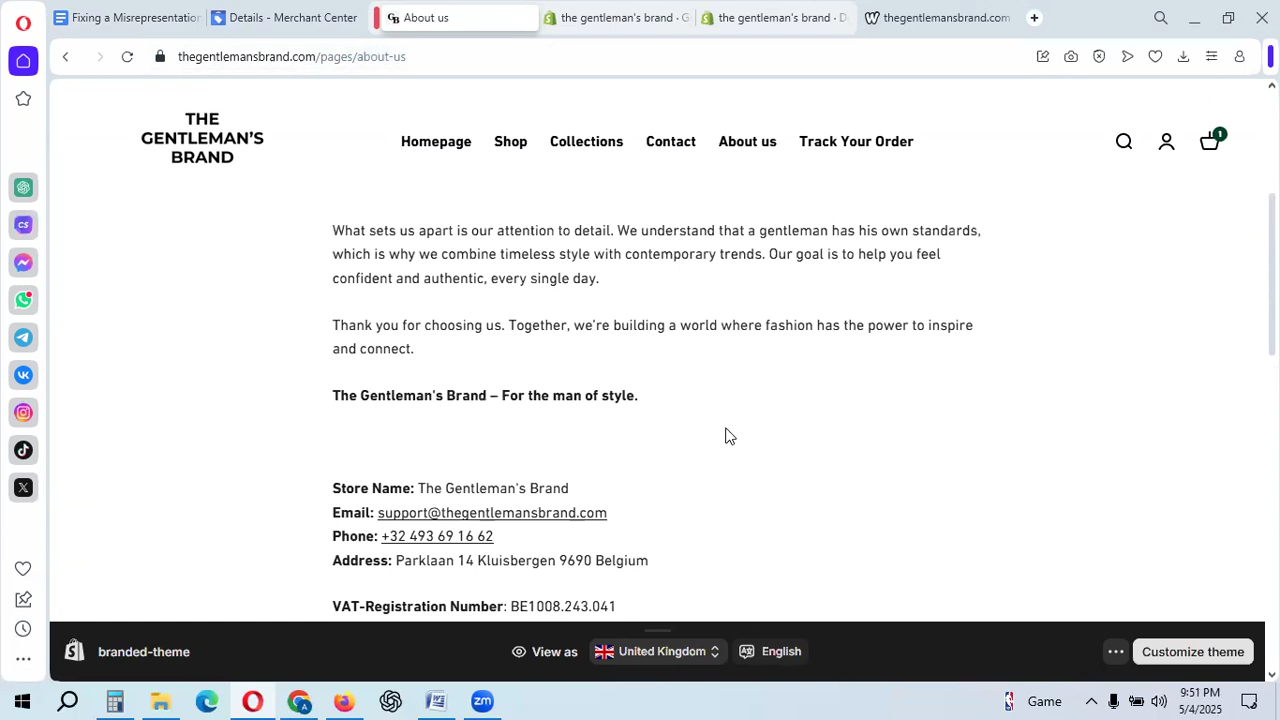 Fixing a Misrepresentation
Details - Merchant Center
About us
the gentleman's brand · G
the gentleman's brand · D
thegentlemansbrand.com
thegentlemansbrand.com/pages/about-us
THE
GENTLEMAN'S
BRAND
Homepage
Shop
Collections
Contact
About us
Track Your Order
1
What sets us apart is our attention to detail. We understand that a gentleman has his own standards,
which is why we combine timeless style with contemporary trends. Our goal is to help you feel
confident and authentic, every single day.
Thank you for choosing us. Together, we're building a world where fashion has the power to inspire
and connect.
The Gentleman's Brand – For the man of style.
Store Name: The Gentleman's Brand
Email: support@thegentlemansbrand.com
Phone: +32 493 69 16 62
Address: Parklaan 14 Kluisbergen 9690 Belgium
VAT-Registration Number: BE1008.243.041
branded-theme
View as
United Kingdom
English
Customize theme
Game
9:51 PM
5/4/2025